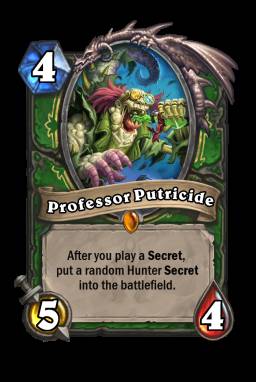 4
Professor Putricide
After you play a Secret,
put a random Hunter Secret
into the battlefield.
5
4